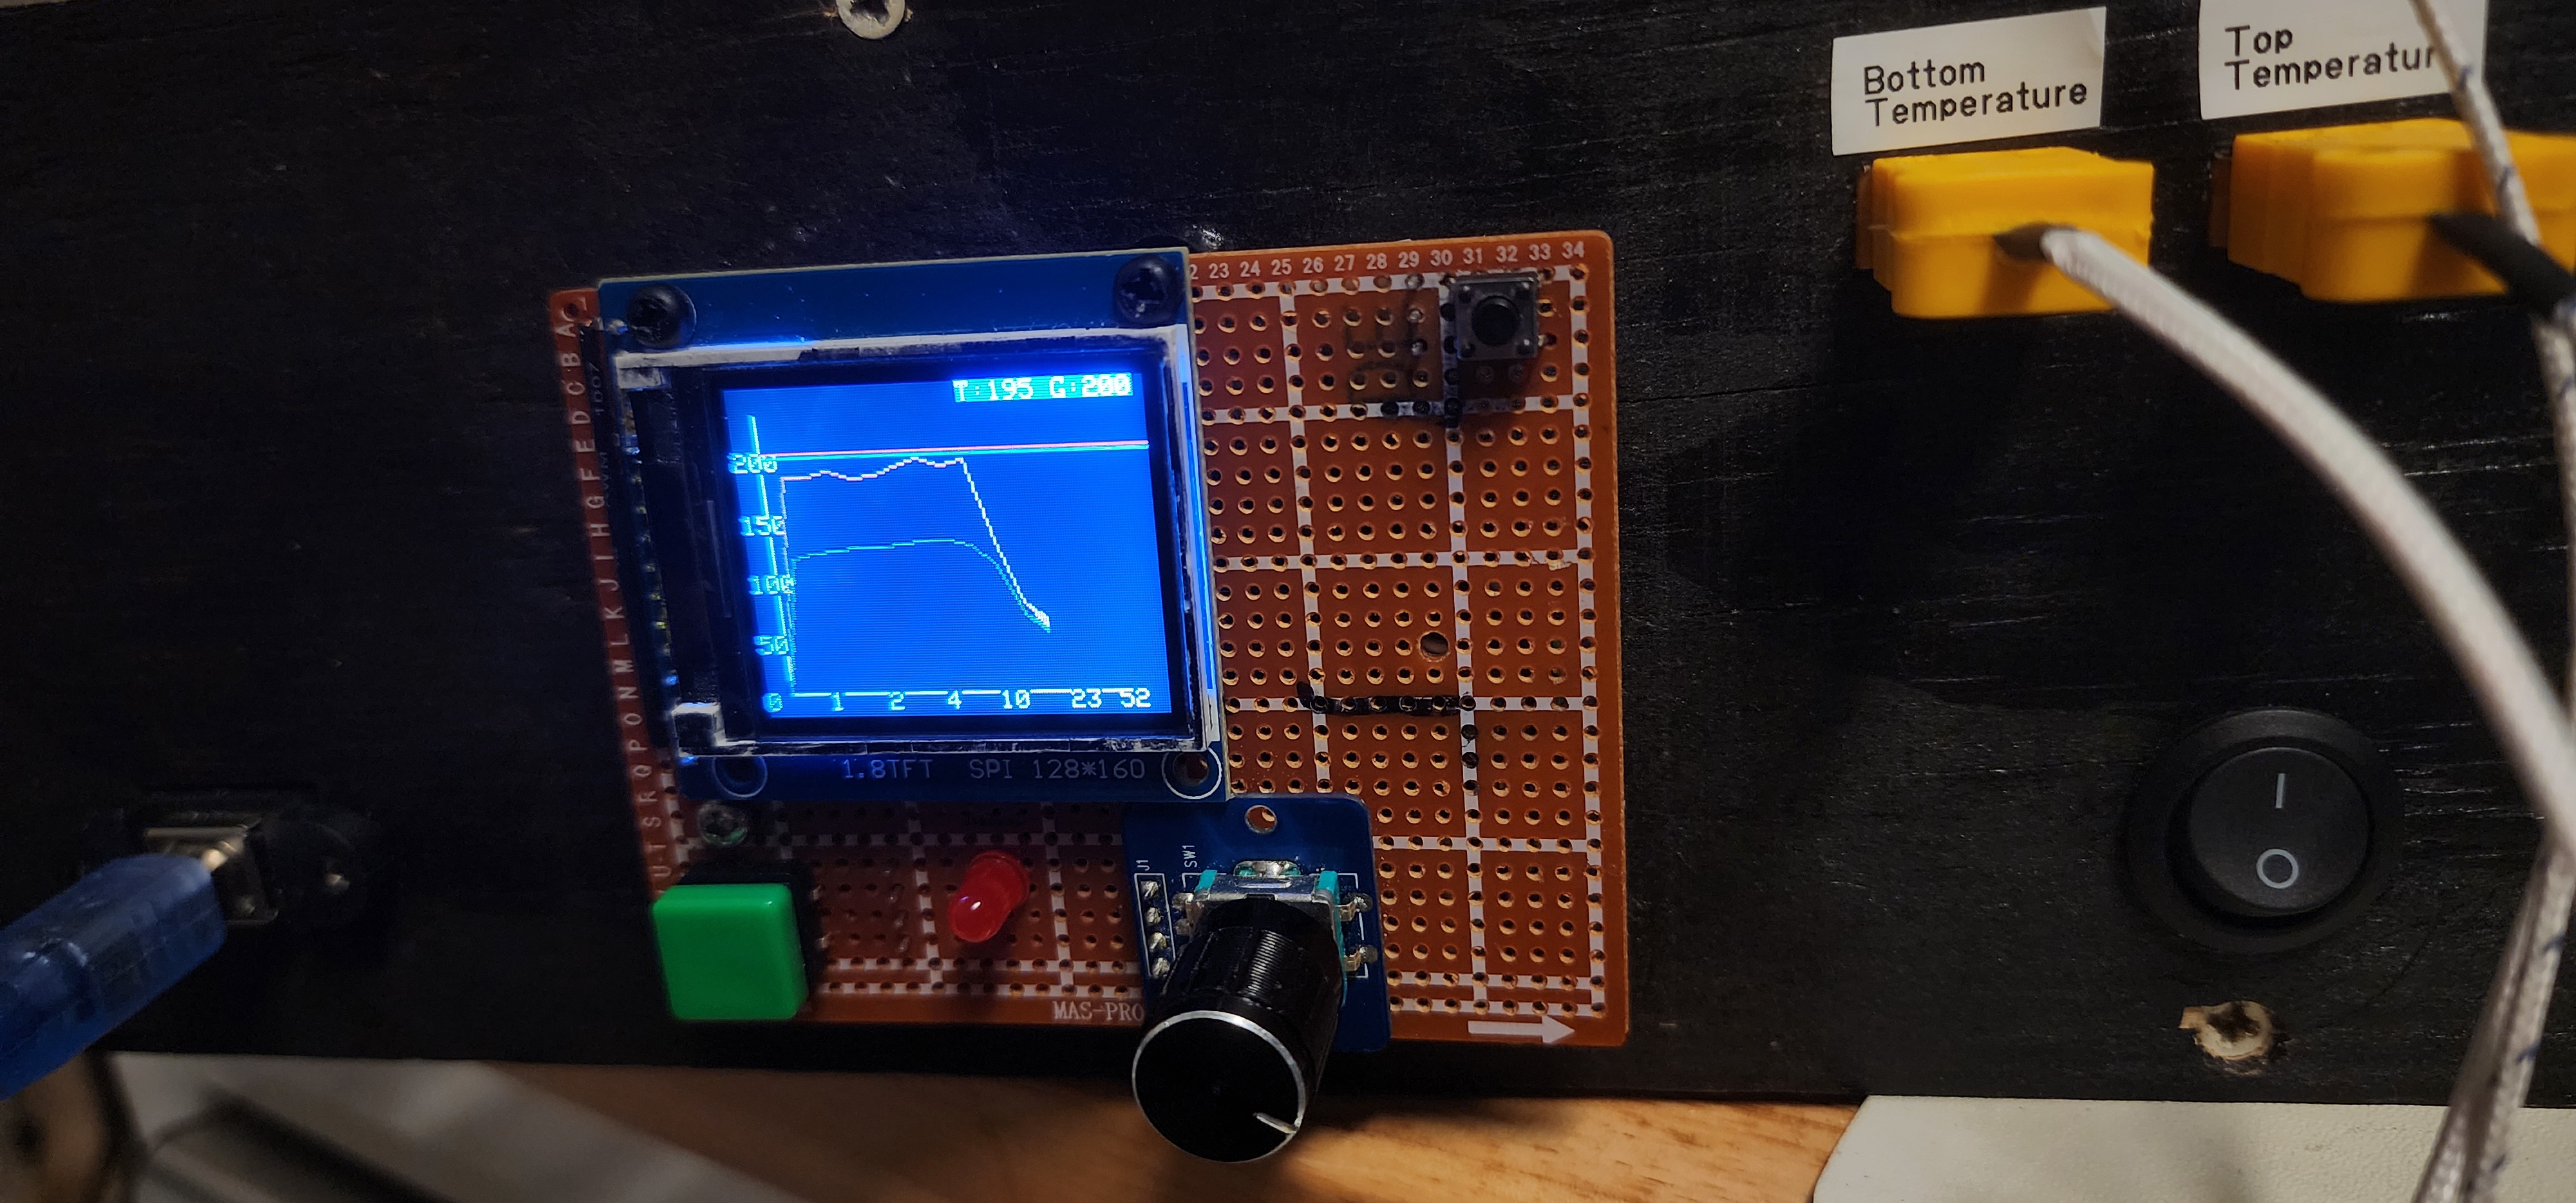 Bottom
Temperature
Top
Temperatur
23 24 25 26 27 28 29 30 31 32 33 34
A
B
C
D
E
F
G
H
I
J
K
L
M
N
O
P
Q
R
S
T
U
T:195 G:200
200
150
100
50
0 1 2 4 10 23 52
1.8TFT SPI 128*160
J1
SW1
MAS-PRO
I
O